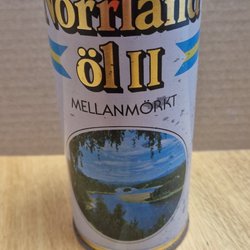 Norrlands
öl II
MELLANMÖRKT